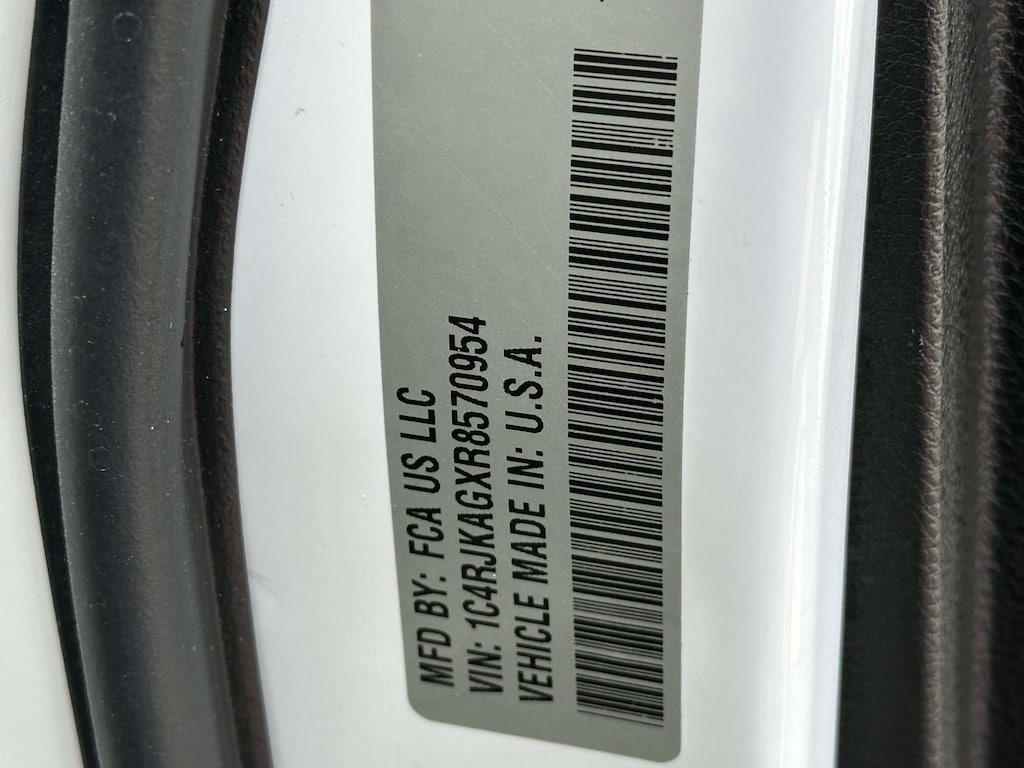 MFD BY: FCA US LLC
VIN: 1C4RJKAGXR8570954
VEHICLE MADE IN: U.S.A.